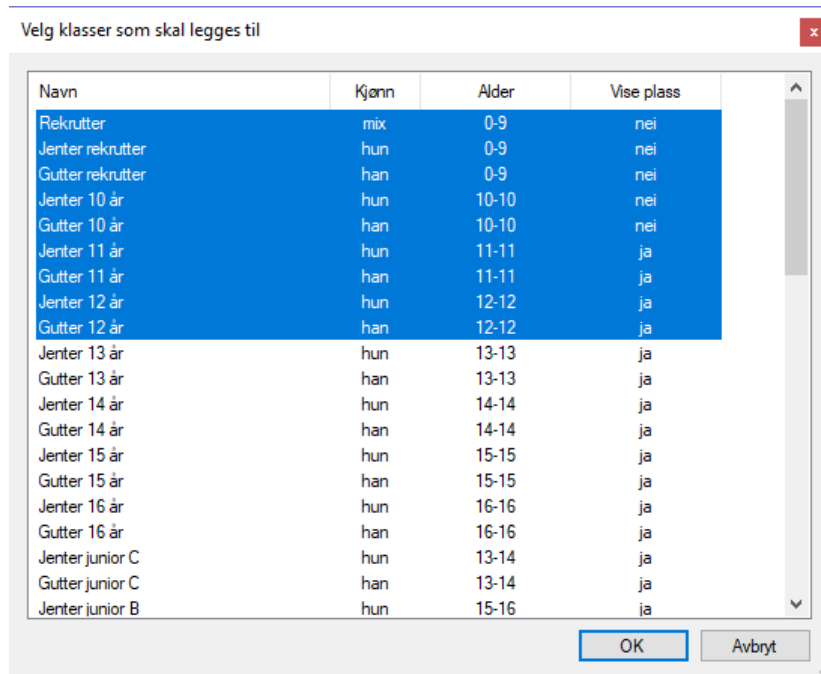 Velg klasser som skal legges til
x
Navn Kjønn Alder Vise plass
Rekrutter mix 0-9 nei
Jenter rekrutter hun 0-9 nei
Gutter rekrutter han 0-9 nei
Jenter 10 år hun 10-10 nei
Gutter 10 år han 10-10 nei
Jenter 11 år hun 11-11 ja
Gutter 11 år han 11-11 ja
Jenter 12 år hun 12-12 ja
Gutter 12 år han 12-12 ja
Jenter 13 år hun 13-13 ja
Gutter 13 år han 13-13 ja
Jenter 14 år hun 14-14 ja
Gutter 14 år han 14-14 ja
Jenter 15 år hun 15-15 ja
Gutter 15 år han 15-15 ja
Jenter 16 år hun 16-16 ja
Gutter 16 år han 16-16 ja
Jenter junior C hun 13-14 ja
Gutter junior C han 13-14 ja
Jenter junior B hun 15-16 ja
OK Avbryt